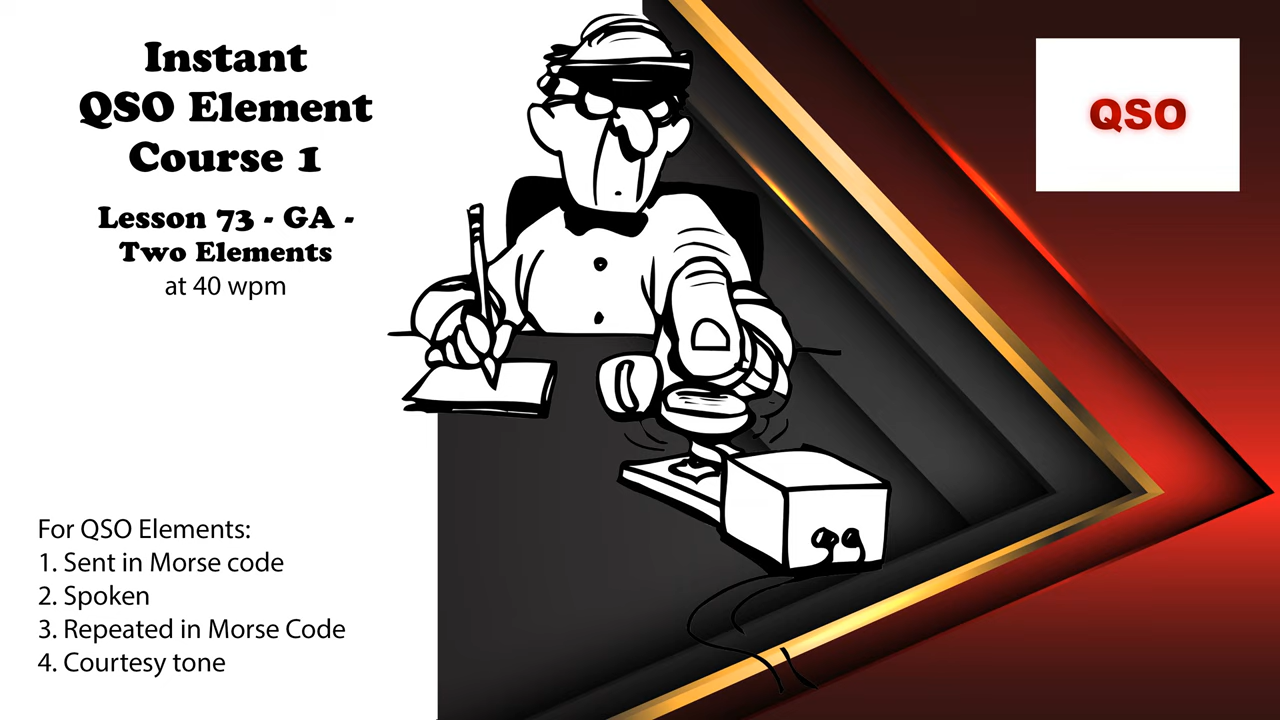 Instant
QSO Element
Course 1
Lesson 73 - GA -
Two Elements
at 40 wpm
QSO
For QSO Elements:
1. Sent in Morse code
2. Spoken
3. Repeated in Morse Code
4. Courtesy tone